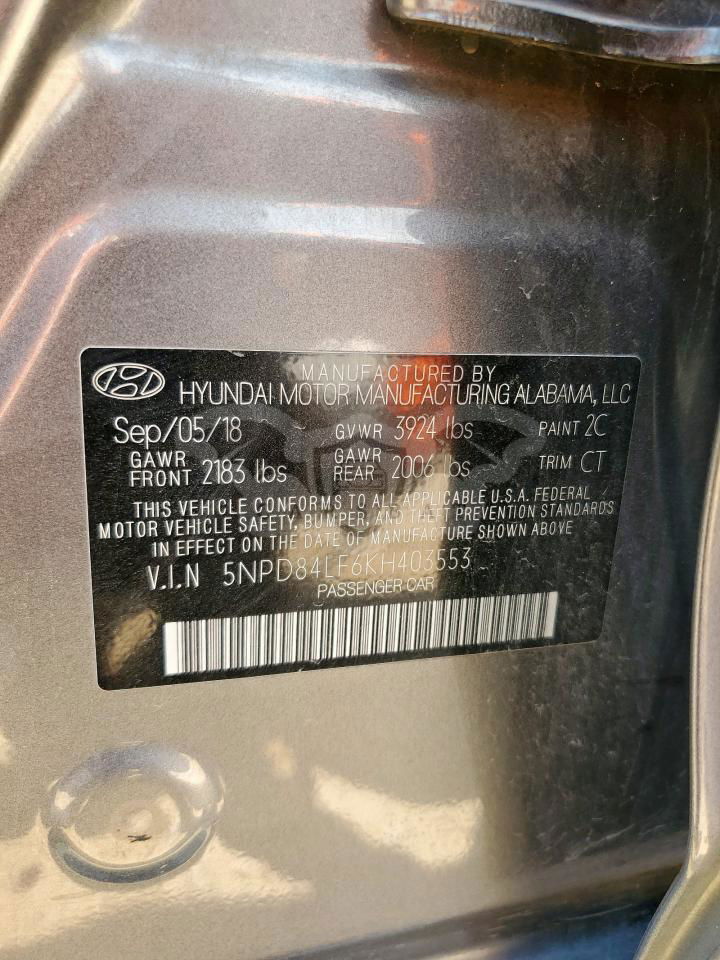 MANUFACTURED BY
HYUNDAI MOTOR MANUFACTURING ALABAMA, LLC
Sep/05/18 GVWR 3924 lbs PAINT 2C
GAWR FRONT 2183 lbs GAWR REAR 2006 lbs TRIM CT
THIS VEHICLE CONFORMS TO ALL APPLICABLE U.S.A. FEDERAL
MOTOR VEHICLE SAFETY, BUMPER, AND THEFT PREVENTION STANDARDS
IN EFFECT ON THE DATE OF MANUFACTURE SHOWN ABOVE
V.I.N 5NPD84LF6KH403553
PASSENGER CAR